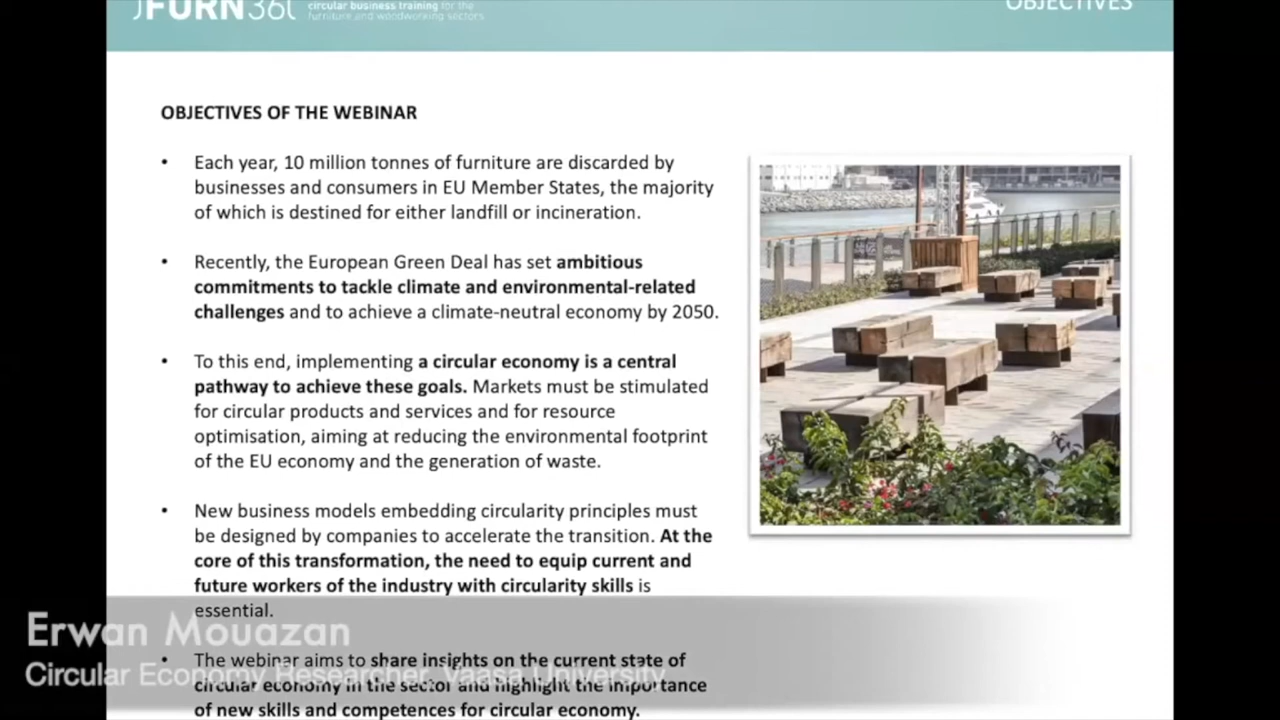 FURN360
circular business training for the
furniture and woodworking sectors
OBJECTIVES
OBJECTIVES OF THE WEBINAR
• Each year, 10 million tonnes of furniture are discarded by
businesses and consumers in EU Member States, the majority
of which is destined for either landfill or incineration.
• Recently, the European Green Deal has set ambitious
commitments to tackle climate and environmental-related
challenges and to achieve a climate-neutral economy by 2050.
• To this end, implementing a circular economy is a central
pathway to achieve these goals. Markets must be stimulated
for circular products and services and for resource
optimisation, aiming at reducing the environmental footprint
of the EU economy and the generation of waste.
• New business models embedding circularity principles must
be designed by companies to accelerate the transition. At the
core of this transformation, the need to equip current and
future workers of the industry with circularity skills is
essential.
• The webinar aims to share insights on the current state of
circular economy in the sector and highlight the importance
of new skills and competences for circular economy.
Erwan Mouazan
Circular Economy Researcher, Vaasa University